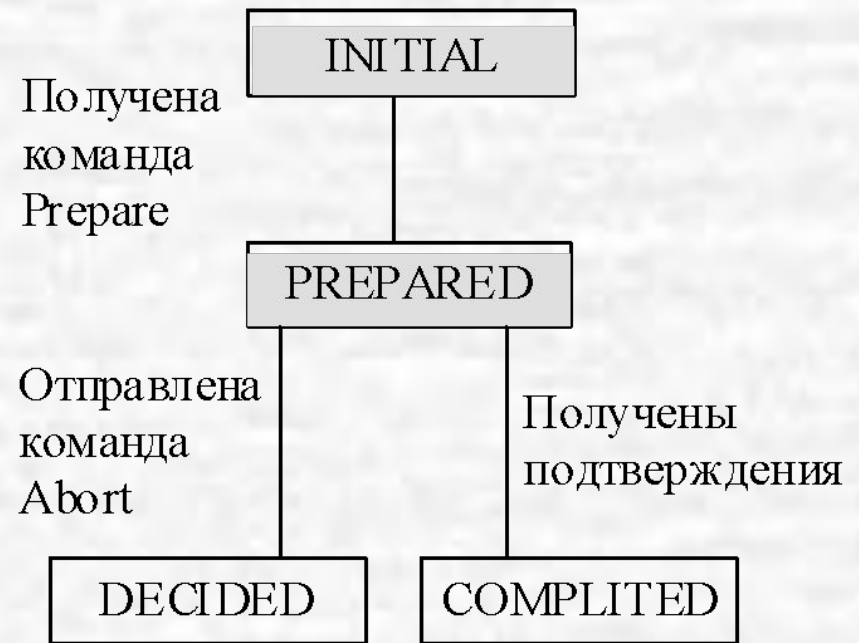 INITIAL
Получена
команда
Prepare
PREPARED
Отправлена
команда
Abort
Получены
подтверждения
DECIDED
COMPLITED